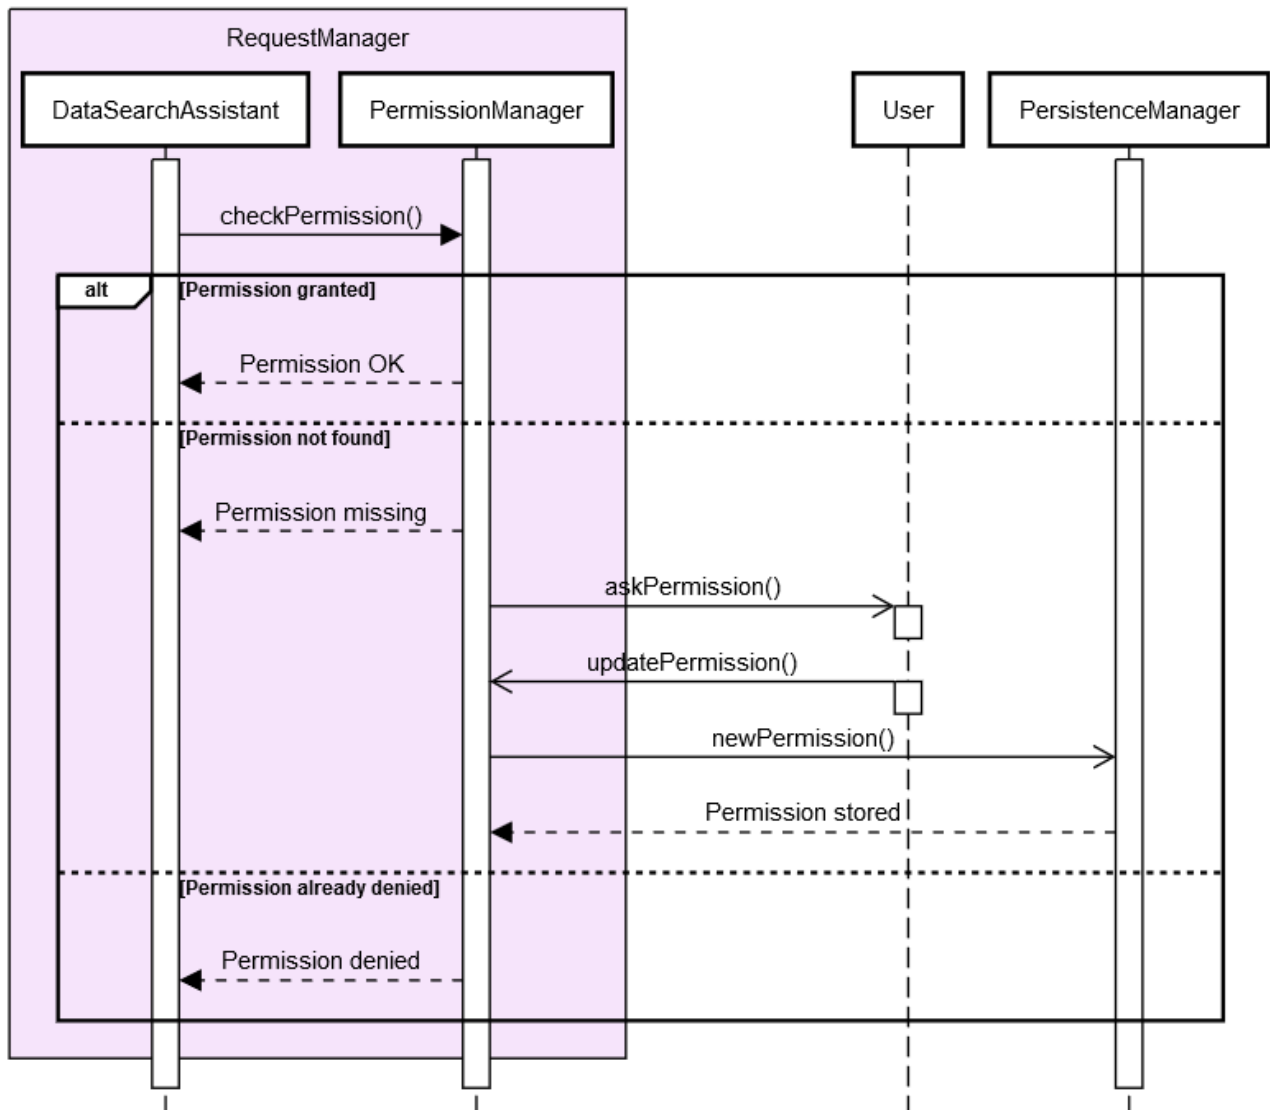 RequestManager
DataSearchAssistant
PermissionManager
User
PersistenceManager
checkPermission()
alt
[Permission granted]
Permission OK
[Permission not found]
Permission missing
askPermission()
updatePermission()
newPermission()
Permission stored
[Permission already denied]
Permission denied